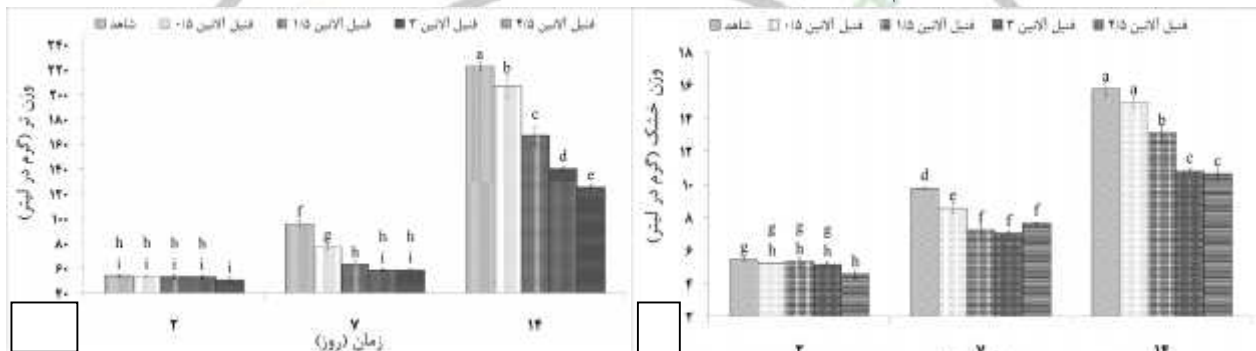 شاهد فنیل آلانین ۰/۵ فنیل آلانین ۱/۵ فنیل آلانین ۳ فنیل آلانین ۴/۵
وزن تر (گرم در لیتر)
۲۴۰
۲۲۰
۲۰۰
۱۸۰
۱۶۰
۱۴۰
۱۲۰
۱۰۰
۸۰
۶۰
۴۰
a b c d e
f g h h i h i
h i h i h i h i i
۲ ۷ ۱۴
زمان (روز)
شاهد فنیل آلانین ۰/۵ فنیل آلانین ۱/۵ فنیل آلانین ۳ فنیل آلانین ۴/۵
وزن خشک (گرم در لیتر)
۱۸
۱۶
۱۴
۱۲
۱۰
۸
۶
۴
۲
a a b c c
d e f f f
g g h g h g h h